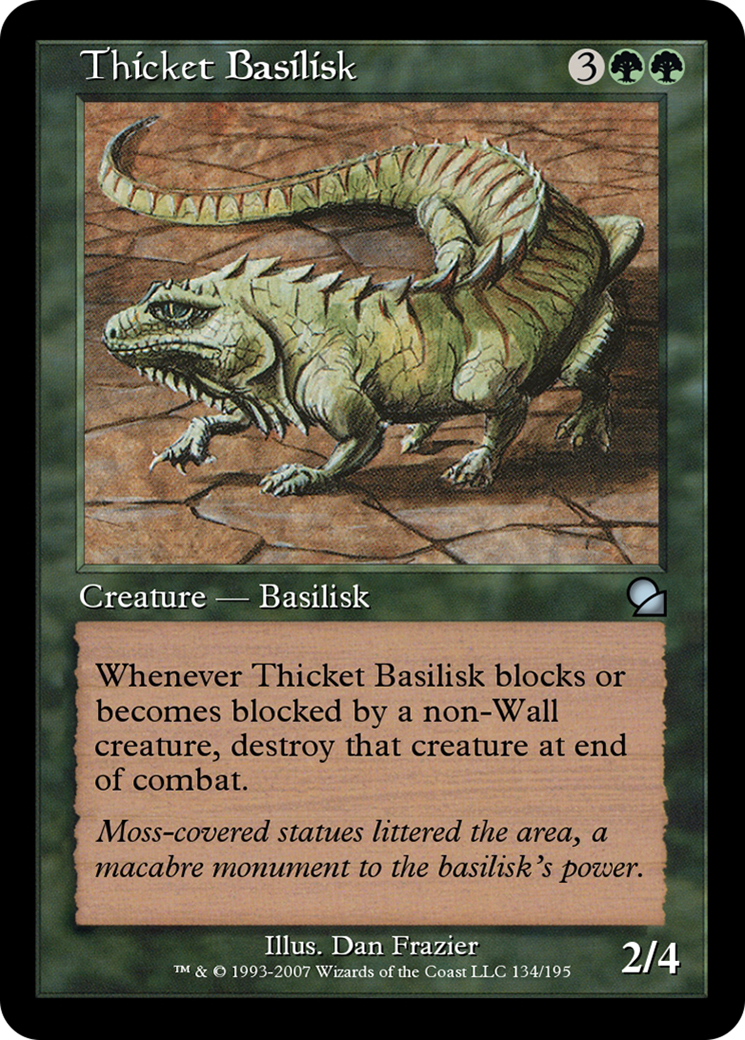 Thicket Basilisk 3
Creature — Basilisk
Whenever Thicket Basilisk blocks or
becomes blocked by a non-Wall
creature, destroy that creature at end
of combat.
Moss-covered statues littered the area, a
macabre monument to the basilisk's power.
Illus. Dan Frazier
™ & © 1993-2007 Wizards of the Coast LLC 134/195
2/4